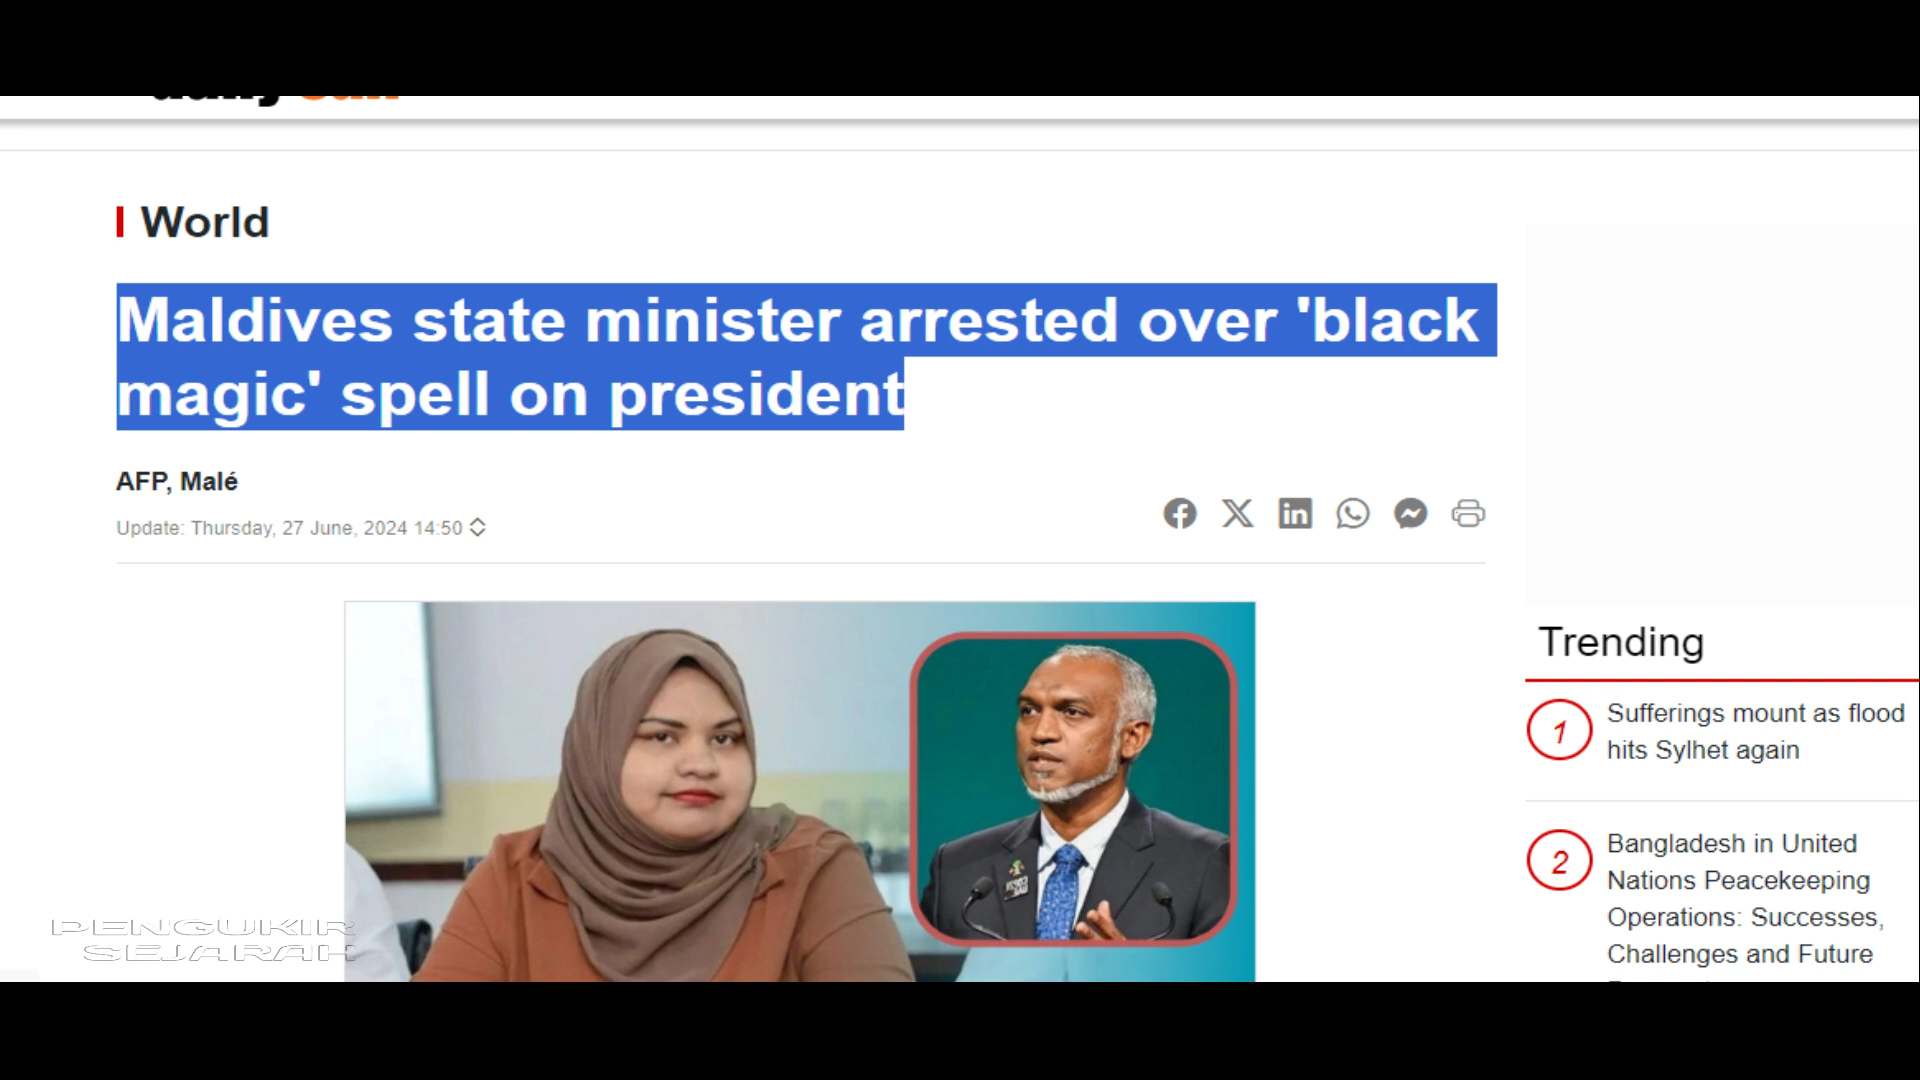 World
Maldives state minister arrested over 'black
magic' spell on president
AFP, Malé
Update: Thursday, 27 June, 2024 14:50
Trending
1
Sufferings mount as flood
hits Sylhet again
2
Bangladesh in United
Nations Peacekeeping
Operations: Successes,
Challenges and Future
PENGUKIR
SEJARAH